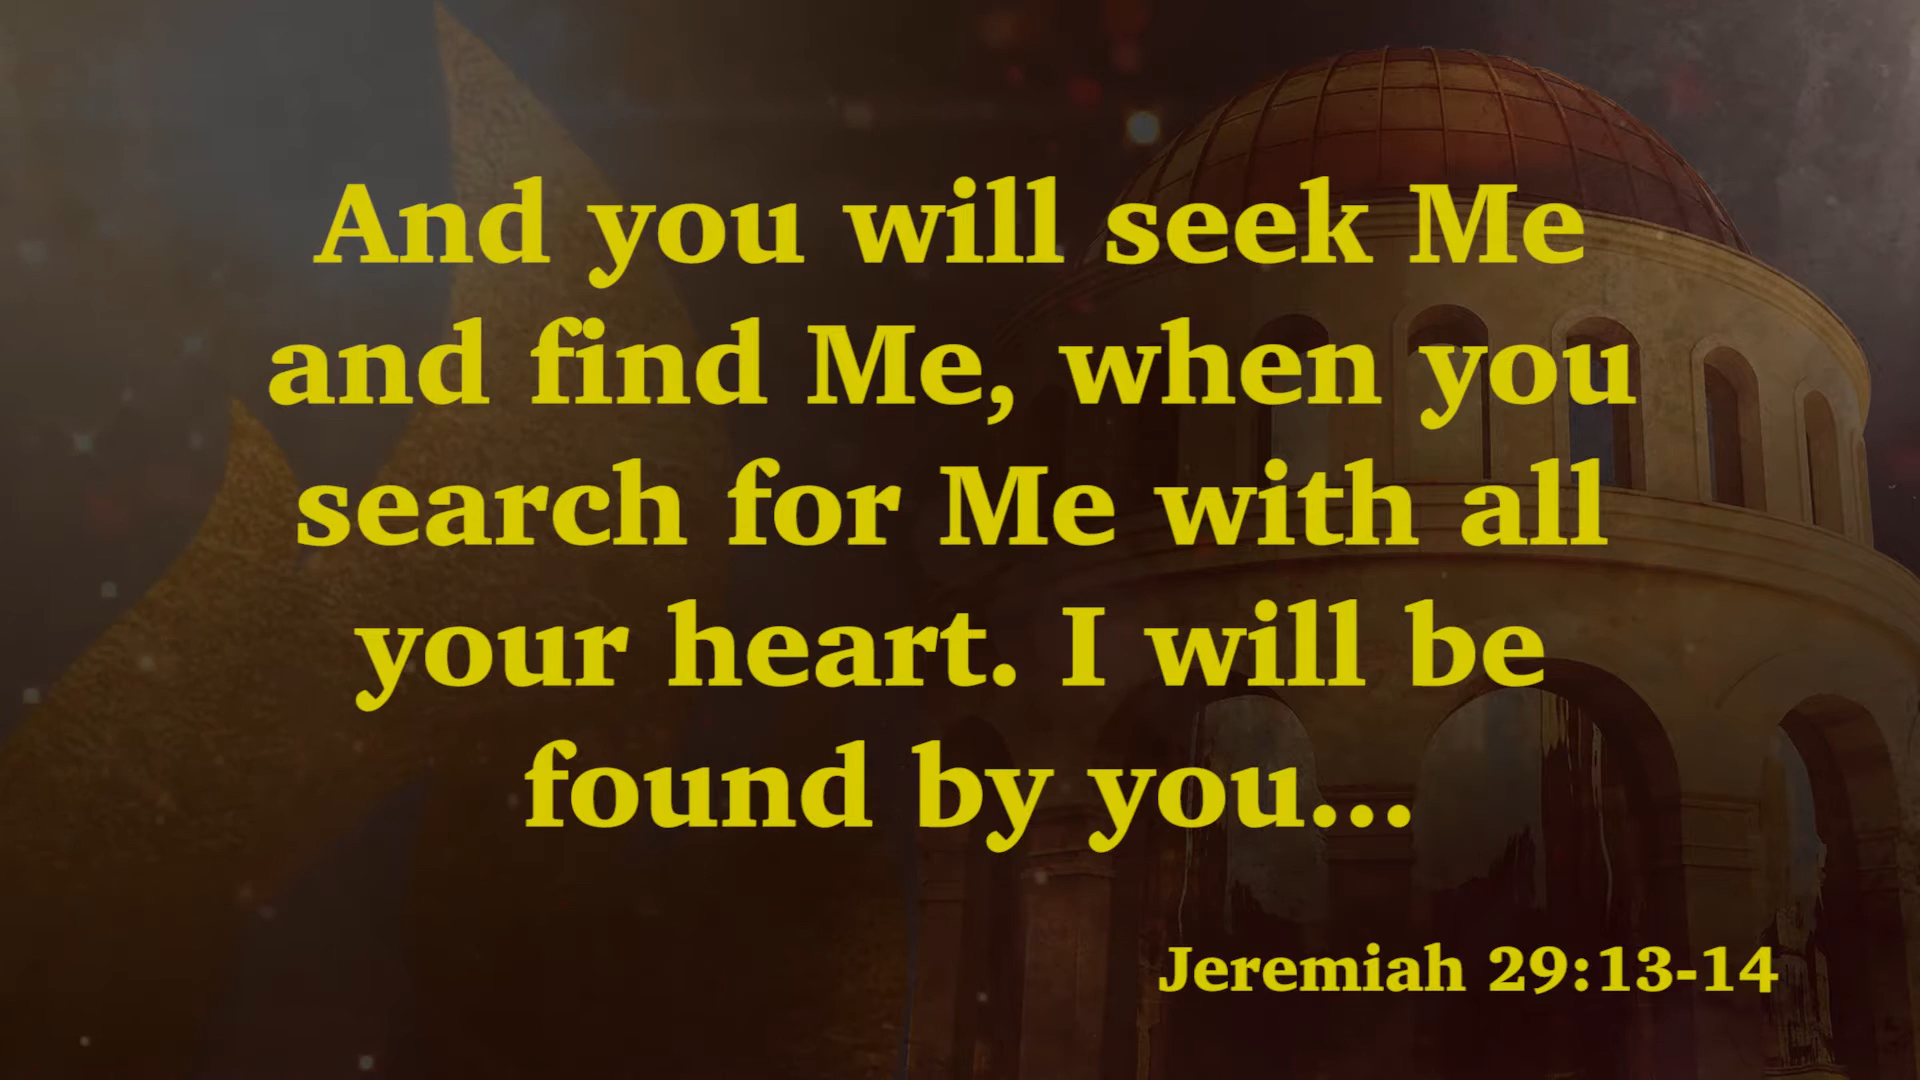 And you will seek Me
and find Me, when you
search for Me with all
your heart. I will be
found by you...
Jeremiah 29:13-14